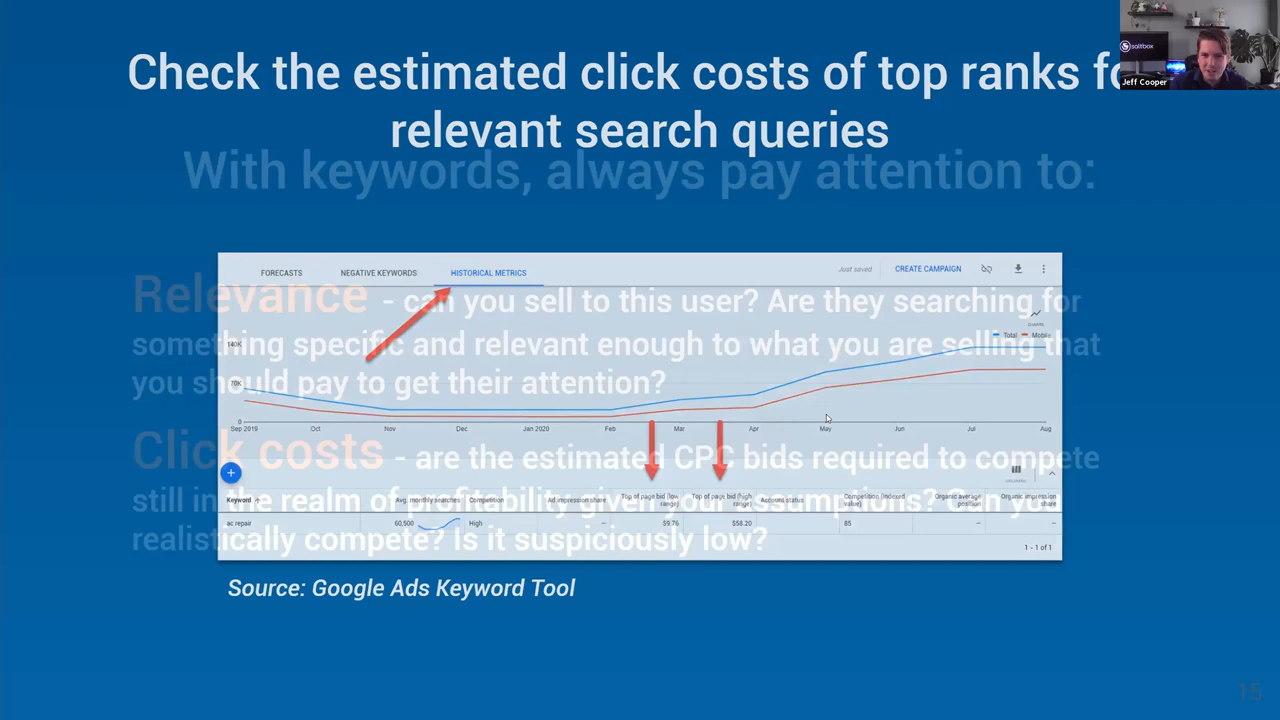 Check the estimated click costs of top ranks fo
relevant search queries
With keywords, always pay attention to:
saltbox
Jeff Cooper
FORECASTS NEGATIVE KEYWORDS HISTORICAL METRICS Just saved CREATE CAMPAIGN
Relevance - can you sell to this user? Are they searching for
something specific and relevant enough to what you are selling that
you should pay to get their attention?
Total Mobile
140K
70K
0
Sep 2019 Oct Nov Dec Jan 2020 Feb Mar Apr May Jun Jul Aug
Click costs - are the estimated CPC bids required to compete
still in the realm of profitability given your assumptions? Can you
realistically compete? Is it suspiciously low?
Keyword Avg. monthly searches Competition Ad impression share Top of page bid (low range) Top of page bid (high range) Account status Competition (indexed value) Organic average position Organic impression share
ac repair 60,500 High – $9.76 $58.20 85 – –
1 - 1 of 1
Source: Google Ads Keyword Tool
15